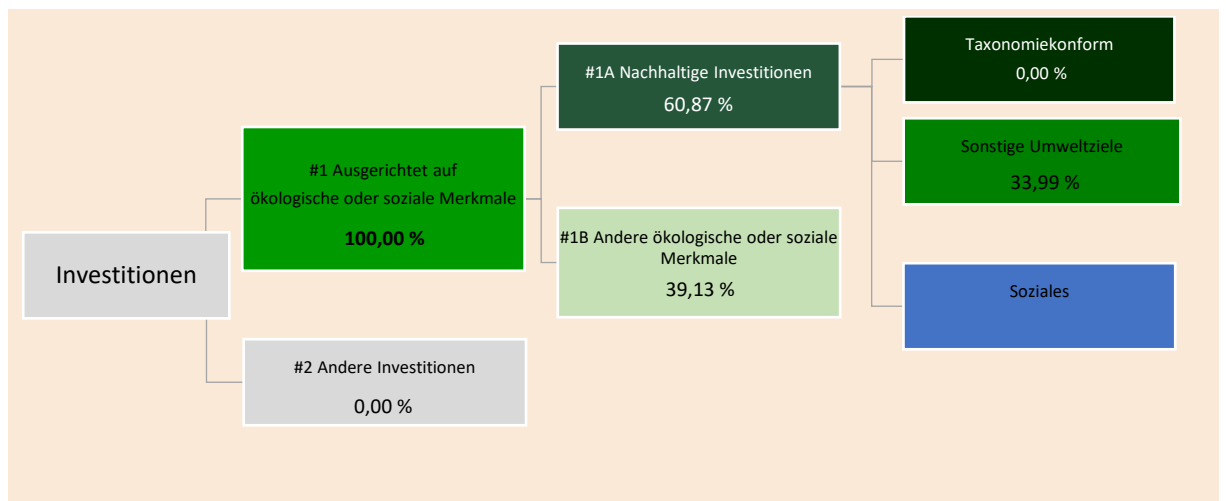 Investitionen
#1 Ausgerichtet auf
ökologische oder soziale Merkmale
100,00 %
#2 Andere Investitionen
0,00 %
#1A Nachhaltige Investitionen
60,87 %
#1B Andere ökologische oder soziale
Merkmale
39,13 %
Taxonomiekonform
0,00 %
Sonstige Umweltziele
33,99 %
Soziales